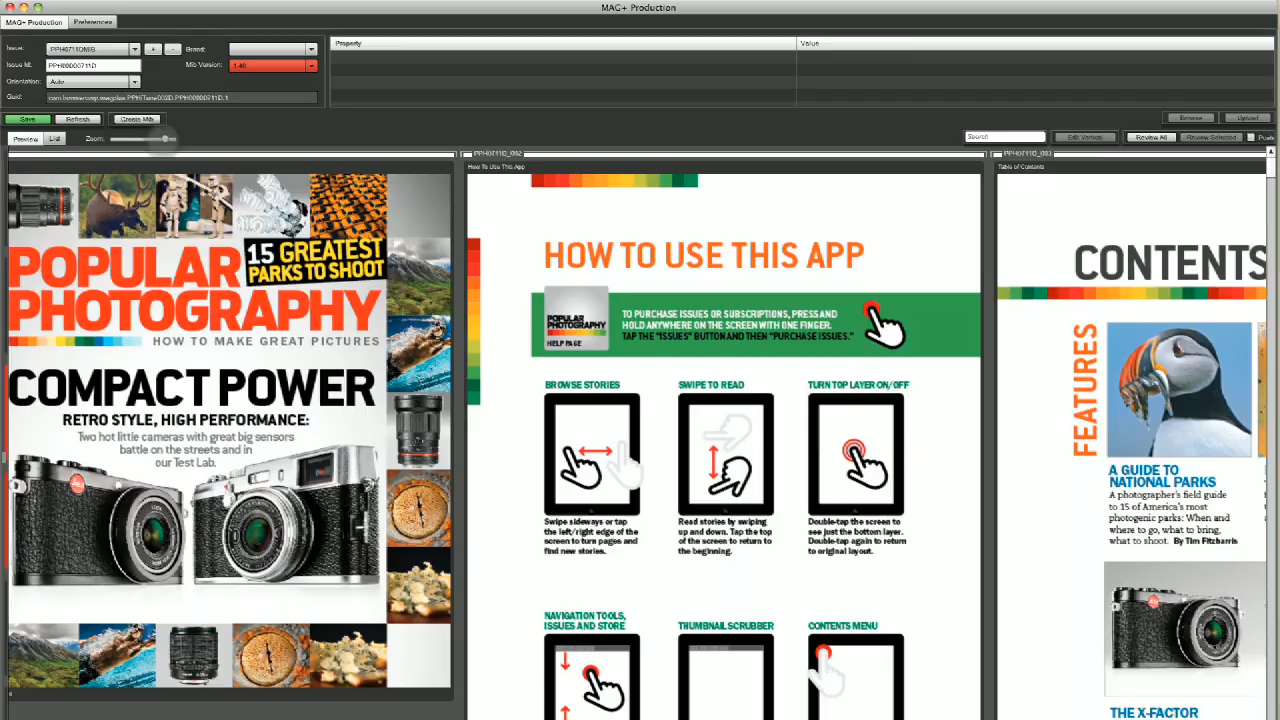 MAG+ Production
MAG+ Production
Preferences
Issue:
PPH0711DMIB
+
-
Brand:
Issue Id:
PPH00000711D
Mib Version:
1.40
Orientation:
Auto
Guid:
Property
Value
Save
Refresh
Create Mib
Browse
Upload
Preview
List
Zoom:
Search
Edit Vertical
Review All
Review Selected
Push
PPH0711D_002
PPH0711D_003
How To Use This App
Table of Contents
15 GREATEST
PARKS TO SHOOT
POPULAR
PHOTOGRAPHY
HOW TO MAKE GREAT PICTURES
COMPACT POWER
RETRO STYLE, HIGH PERFORMANCE:
Two hot little cameras with great big sensors
battle on the streets and in
our Test Lab.
HOW TO USE THIS APP
POPULAR
PHOTOGRAPHY
HELP PAGE
TO PURCHASE ISSUES OR SUBSCRIPTIONS, PRESS AND
HOLD ANYWHERE ON THE SCREEN WITH ONE FINGER.
TAP THE "ISSUES" BUTTON AND THEN "PURCHASE ISSUES."
BROWSE STORIES
SWIPE TO READ
TURN TOP LAYER ON/OFF
Swipe sideways or tap
the left/right edge of the
screen to turn pages and
find new stories.
Read stories by swiping
up and down. Tap the top
of the screen to return to
the beginning.
Double-tap the screen to
see just the bottom layer.
Double-tap again to return
to original layout.
NAVIGATION TOOLS,
ISSUES AND STORE
THUMBNAIL SCRUBBER
CONTENTS MENU
CONTENTS
FEATURES
A GUIDE TO
NATIONAL PARKS
A photographer's field guide
to 15 of America's most
photogenic parks: When and
where to go, what to bring,
what to shoot. By Tim Fitzharris
THE X-FACTOR